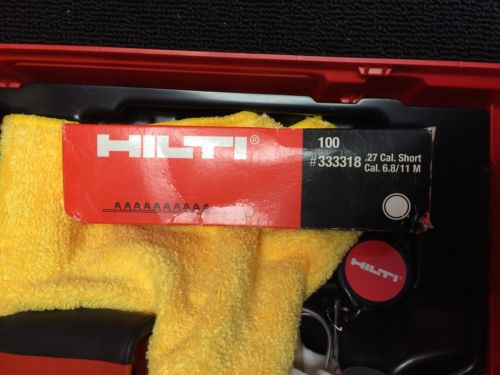 HILTI®
100
#333318
.27 Cal. Short
Cal. 6.8/11 M
HILTI